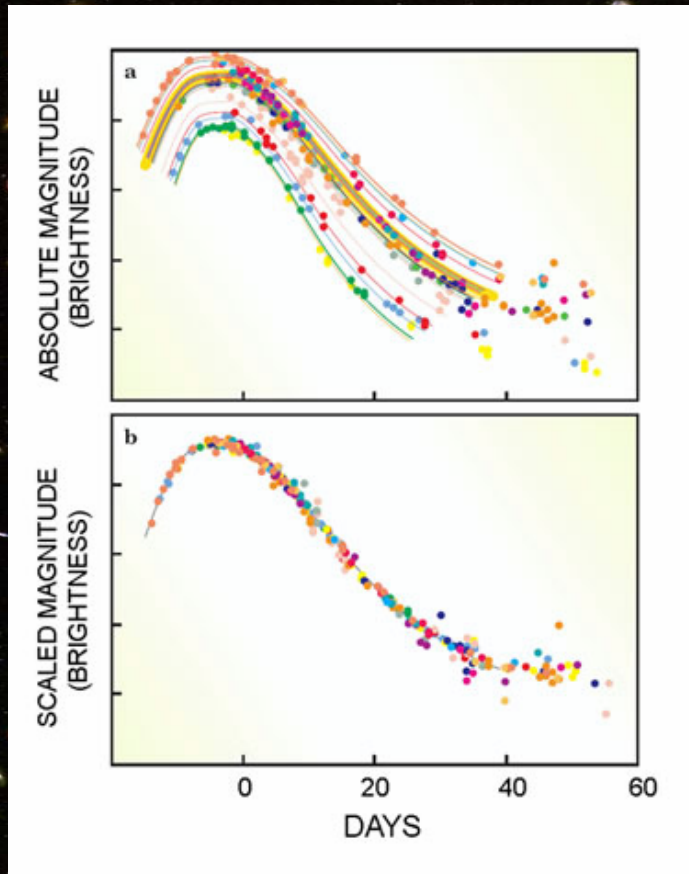 a
ABSOLUTE MAGNITUDE
(BRIGHTNESS)
b
SCALED MAGNITUDE
(BRIGHTNESS)
0 20 40 60
DAYS